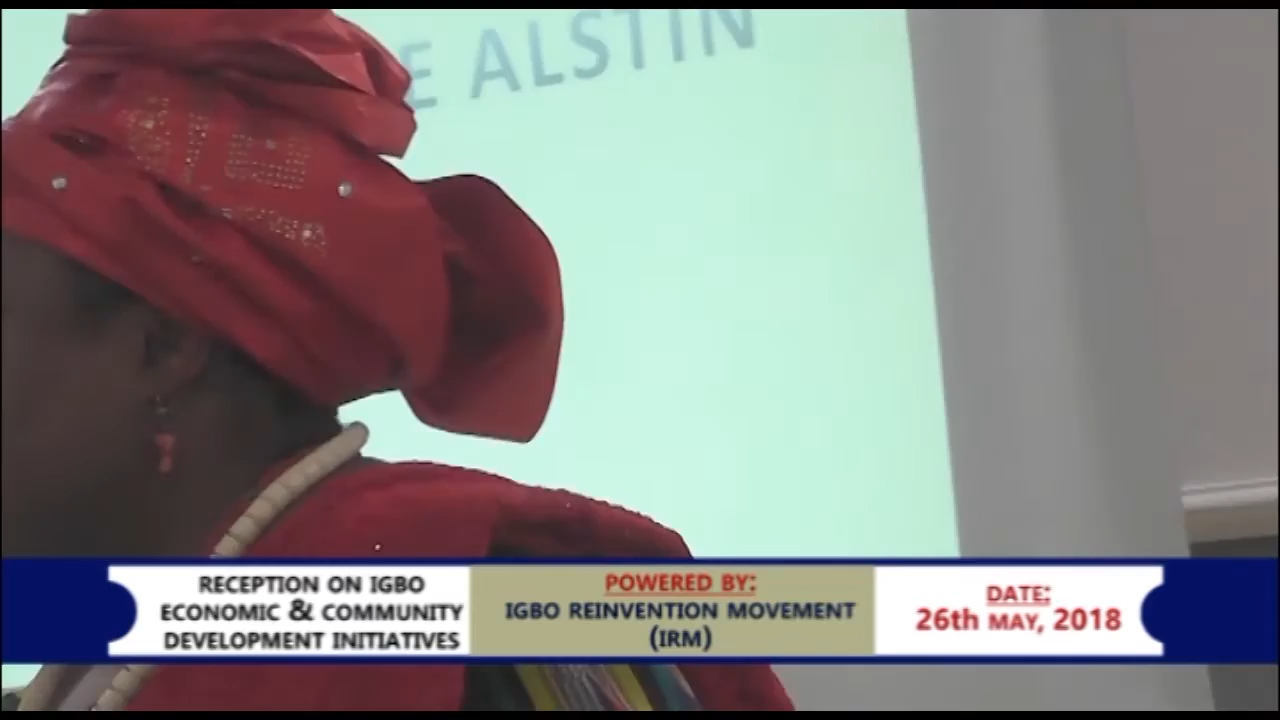 E ALSTIN
RECEPTION ON IGBO
ECONOMIC & COMMUNITY
DEVELOPMENT INITIATIVES
POWERED BY:
IGBO REINVENTION MOVEMENT
(IRM)
DATE:
26th MAY, 2018